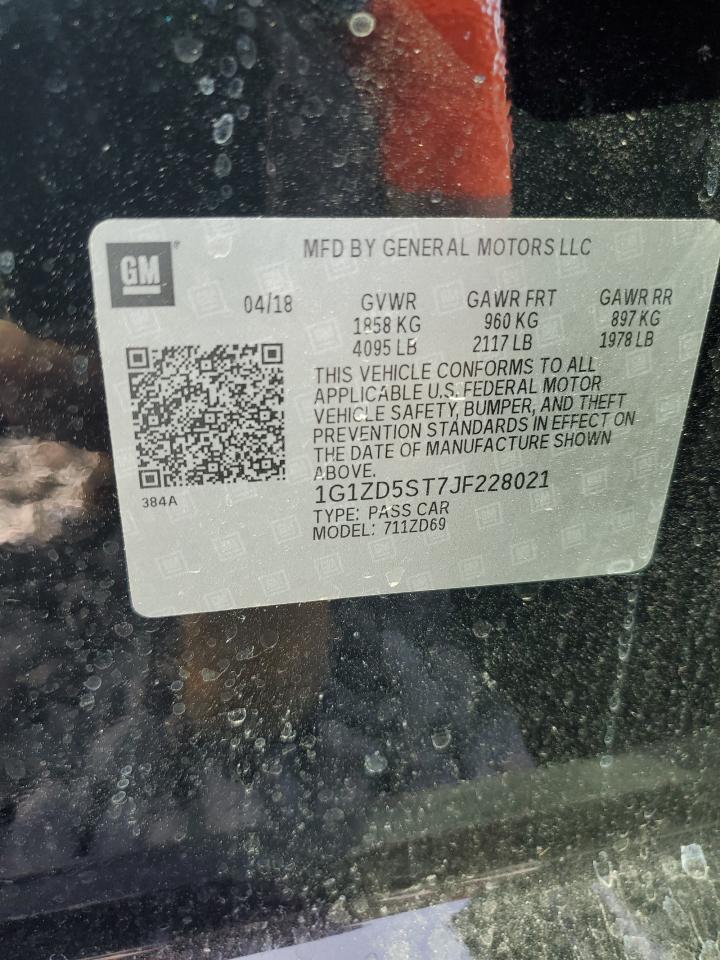 GM
MFD BY GENERAL MOTORS LLC
04/18 GVWR GAWR FRT GAWR RR
1858 KG 960 KG 897 KG
4095 LB 2117 LB 1978 LB
THIS VEHICLE CONFORMS TO ALL
APPLICABLE U.S. FEDERAL MOTOR
VEHICLE SAFETY, BUMPER, AND THEFT
PREVENTION STANDARDS IN EFFECT ON
THE DATE OF MANUFACTURE SHOWN
ABOVE.
384A
1G1ZD5ST7JF228021
TYPE: PASS CAR
MODEL: 711ZD69